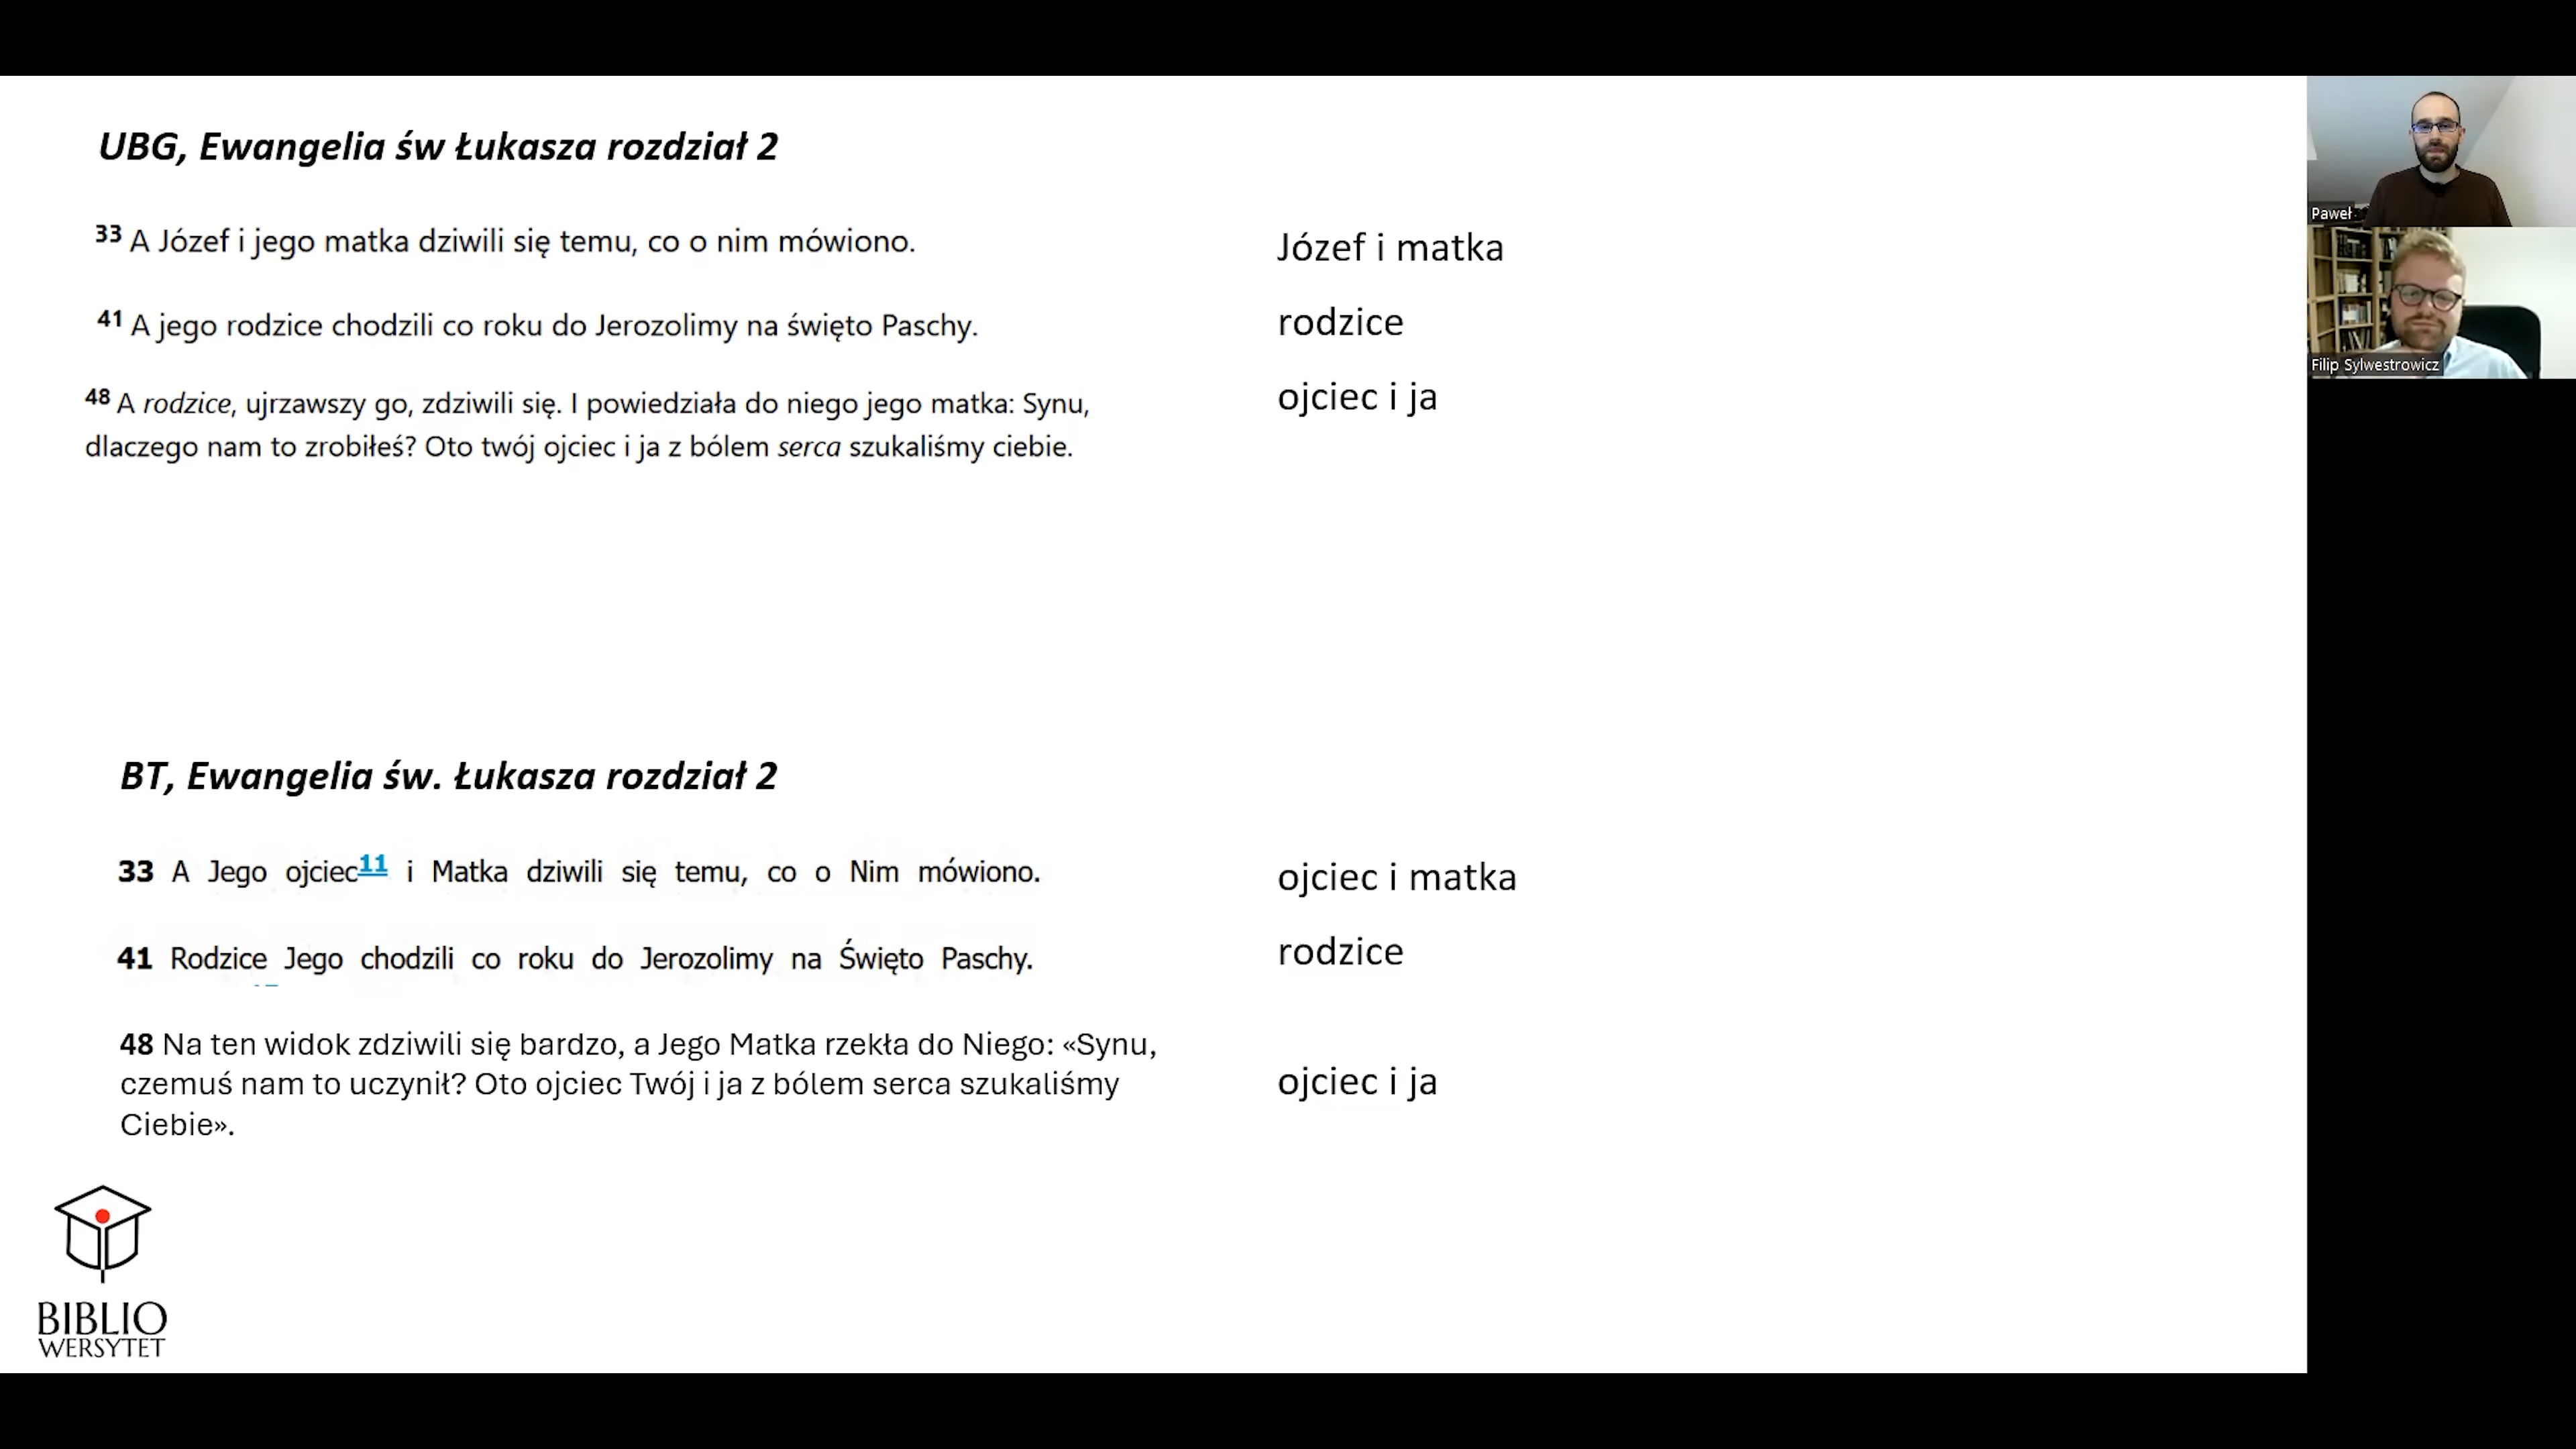 UBG, Ewangelia św Łukasza rozdział 2
33 A Józef i jego matka dziwili się temu, co o nim mówiono.
Józef i matka
41 A jego rodzice chodzili co roku do Jerozolimy na święto Paschy.
rodzice
48 A rodzice, ujrzawszy go, zdziwili się. I powiedziała do niego jego matka: Synu,
dlaczego nam to zrobiłeś? Oto twój ojciec i ja z bólem serca szukaliśmy ciebie.
ojciec i ja
BT, Ewangelia św. Łukasza rozdział 2
33 A Jego ojciec11 i Matka dziwili się temu, co o Nim mówiono.
ojciec i matka
41 Rodzice Jego chodzili co roku do Jerozolimy na Święto Paschy.
rodzice
48 Na ten widok zdziwili się bardzo, a Jego Matka rzekła do Niego: «Synu,
czemuś nam to uczynił? Oto ojciec Twój i ja z bólem serca szukaliśmy
Ciebie».
ojciec i ja
BIBLIO
WERSYTET
Paweł
Filip Sylwestrowicz